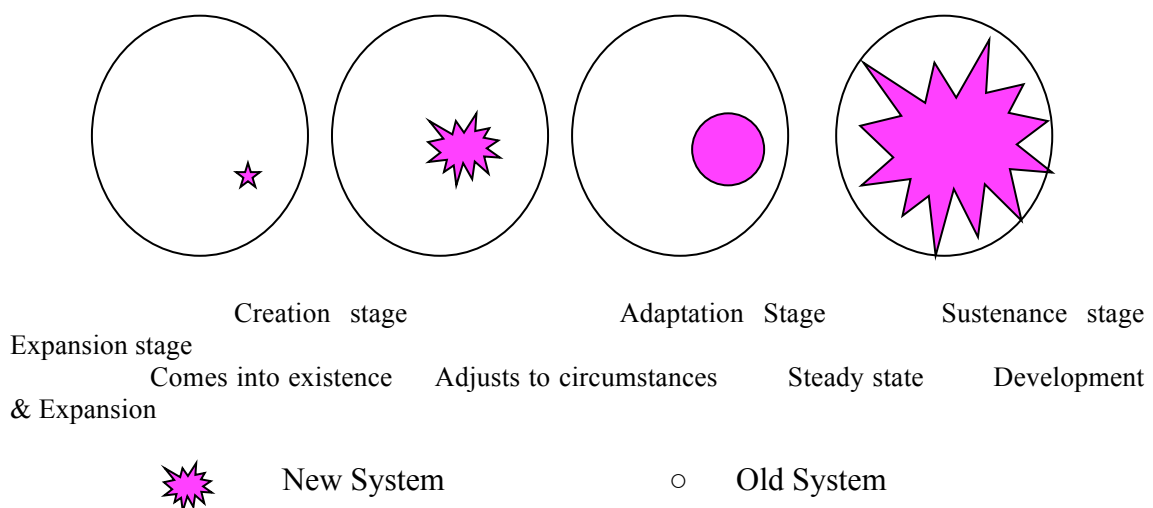 Creation stage Adaptation Stage Sustenance stage
Expansion stage
Comes into existence Adjusts to circumstances Steady state Development
& Expansion
New System Old System